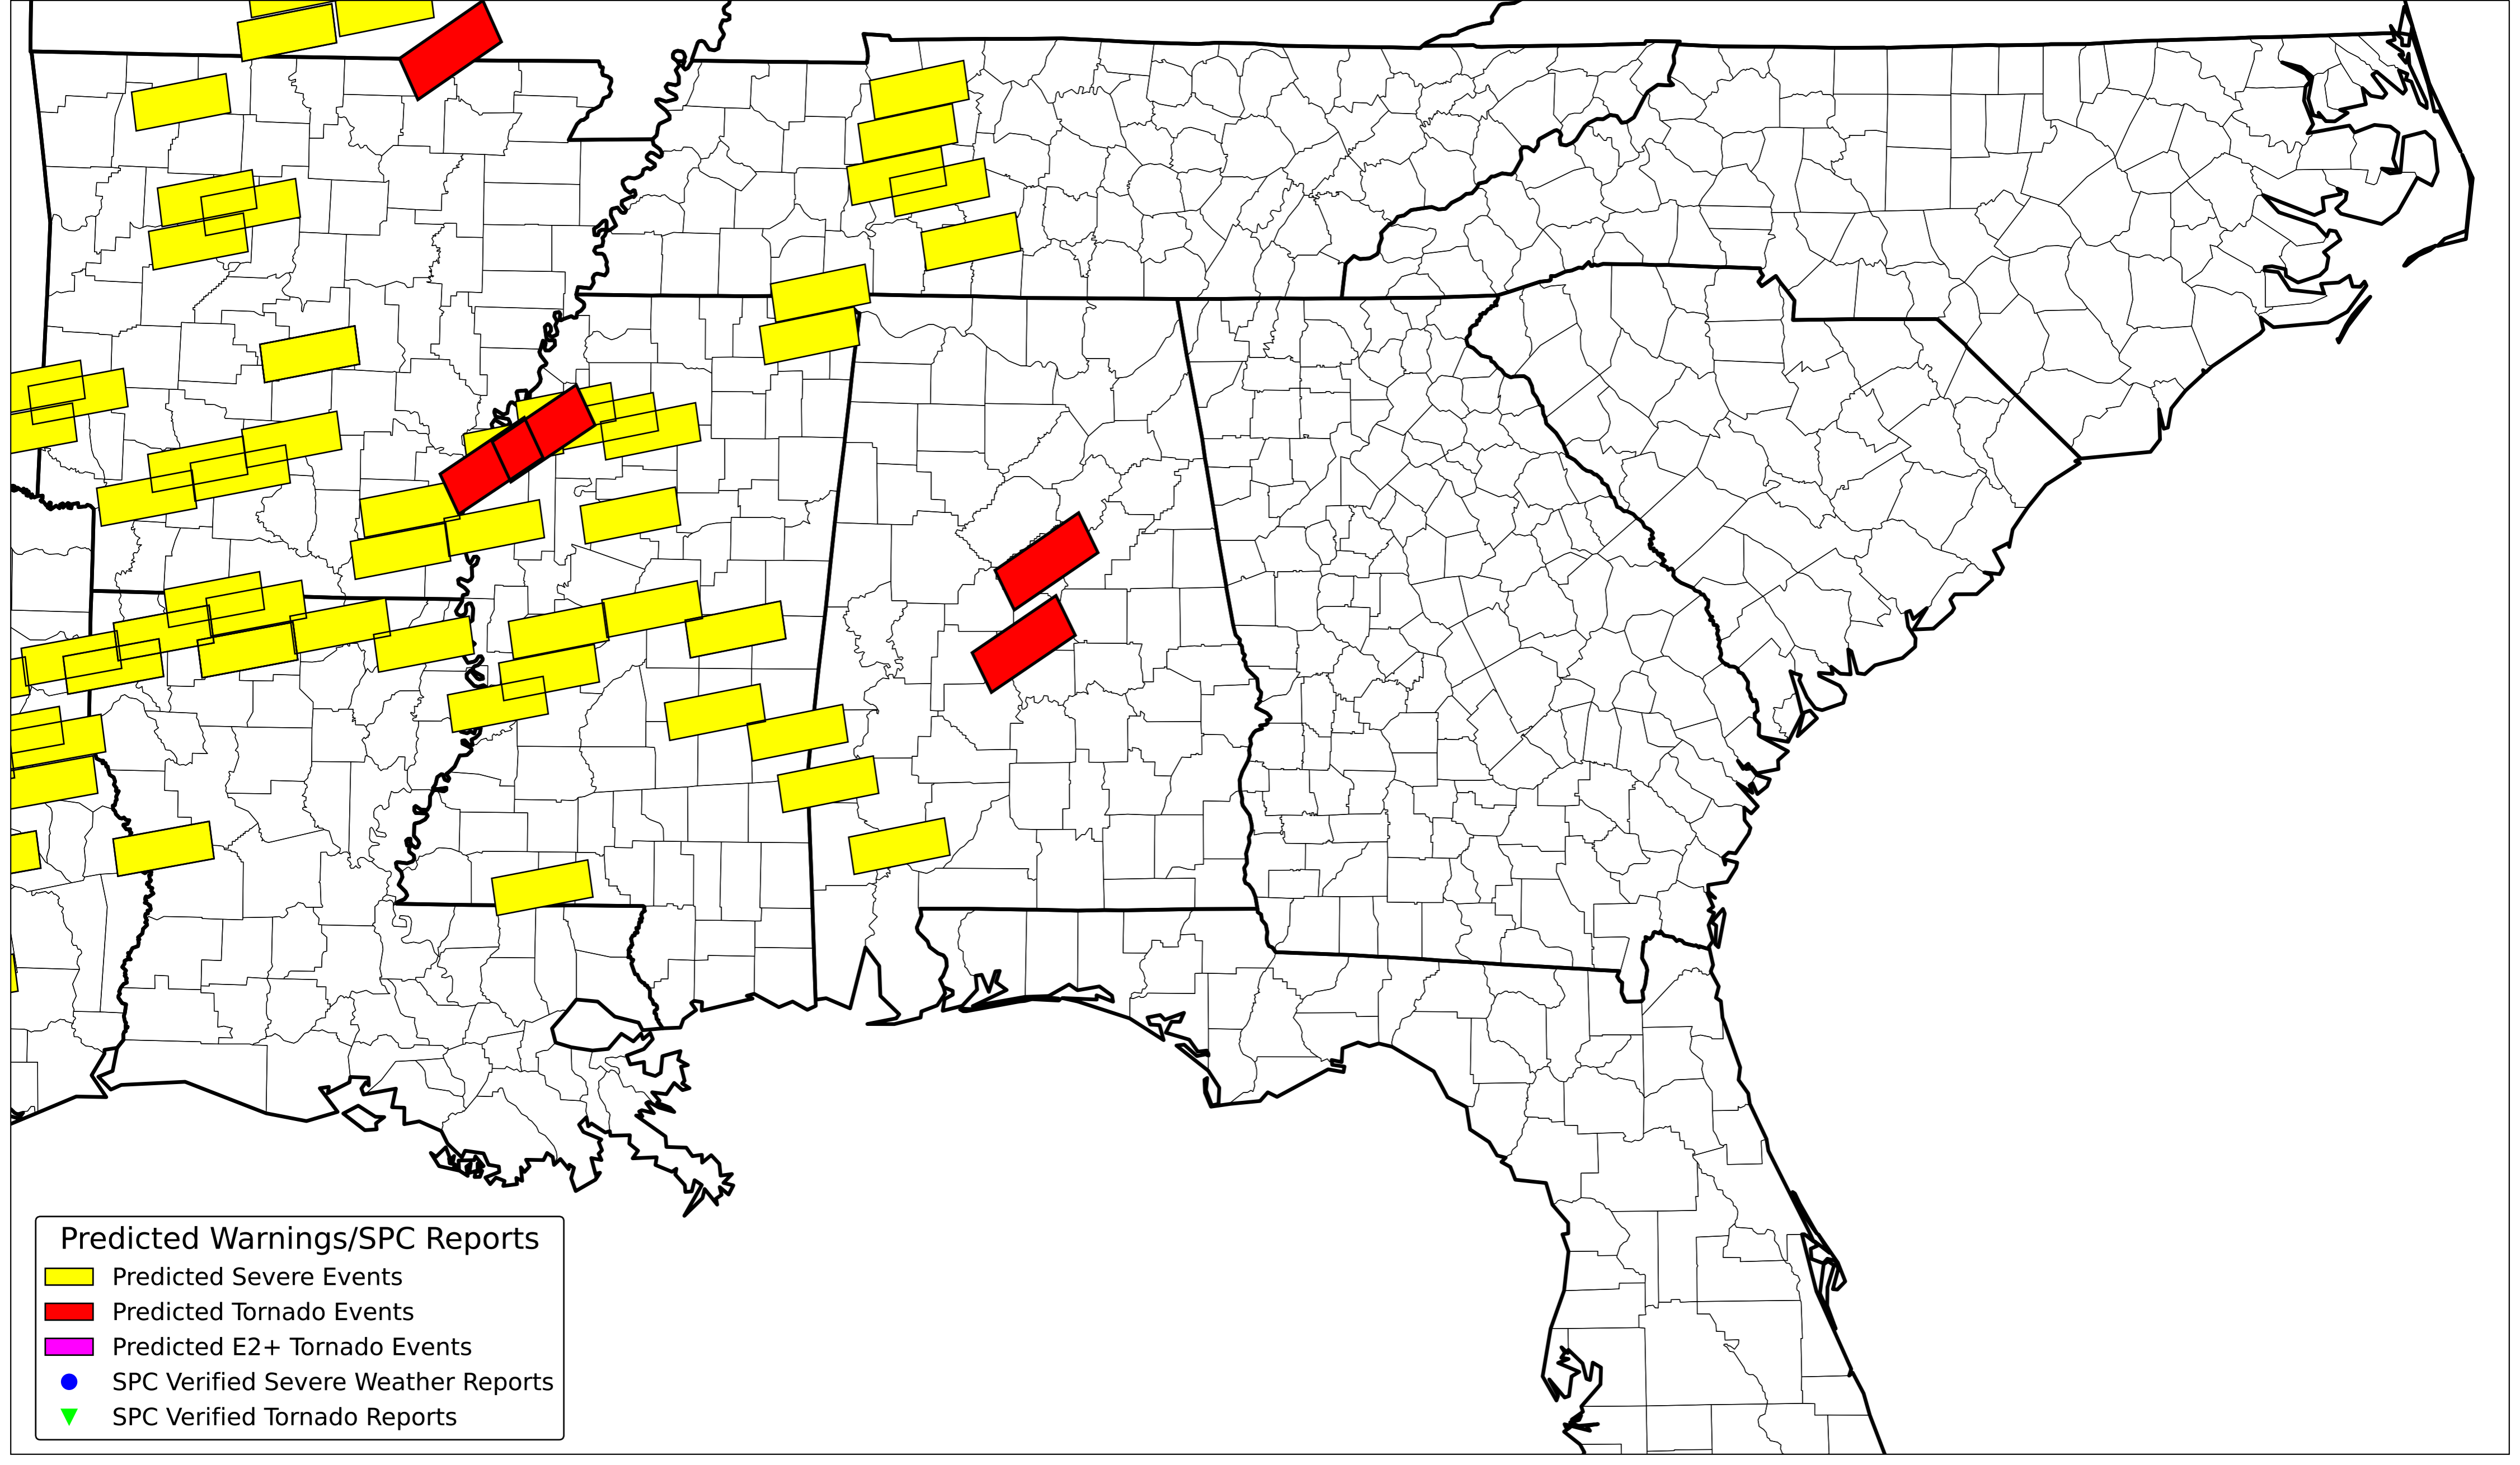 Predicted Warnings/SPC Reports
Predicted Severe Events
Predicted Tornado Events
Predicted E2+ Tornado Events
SPC Verified Severe Weather Reports
SPC Verified Tornado Reports